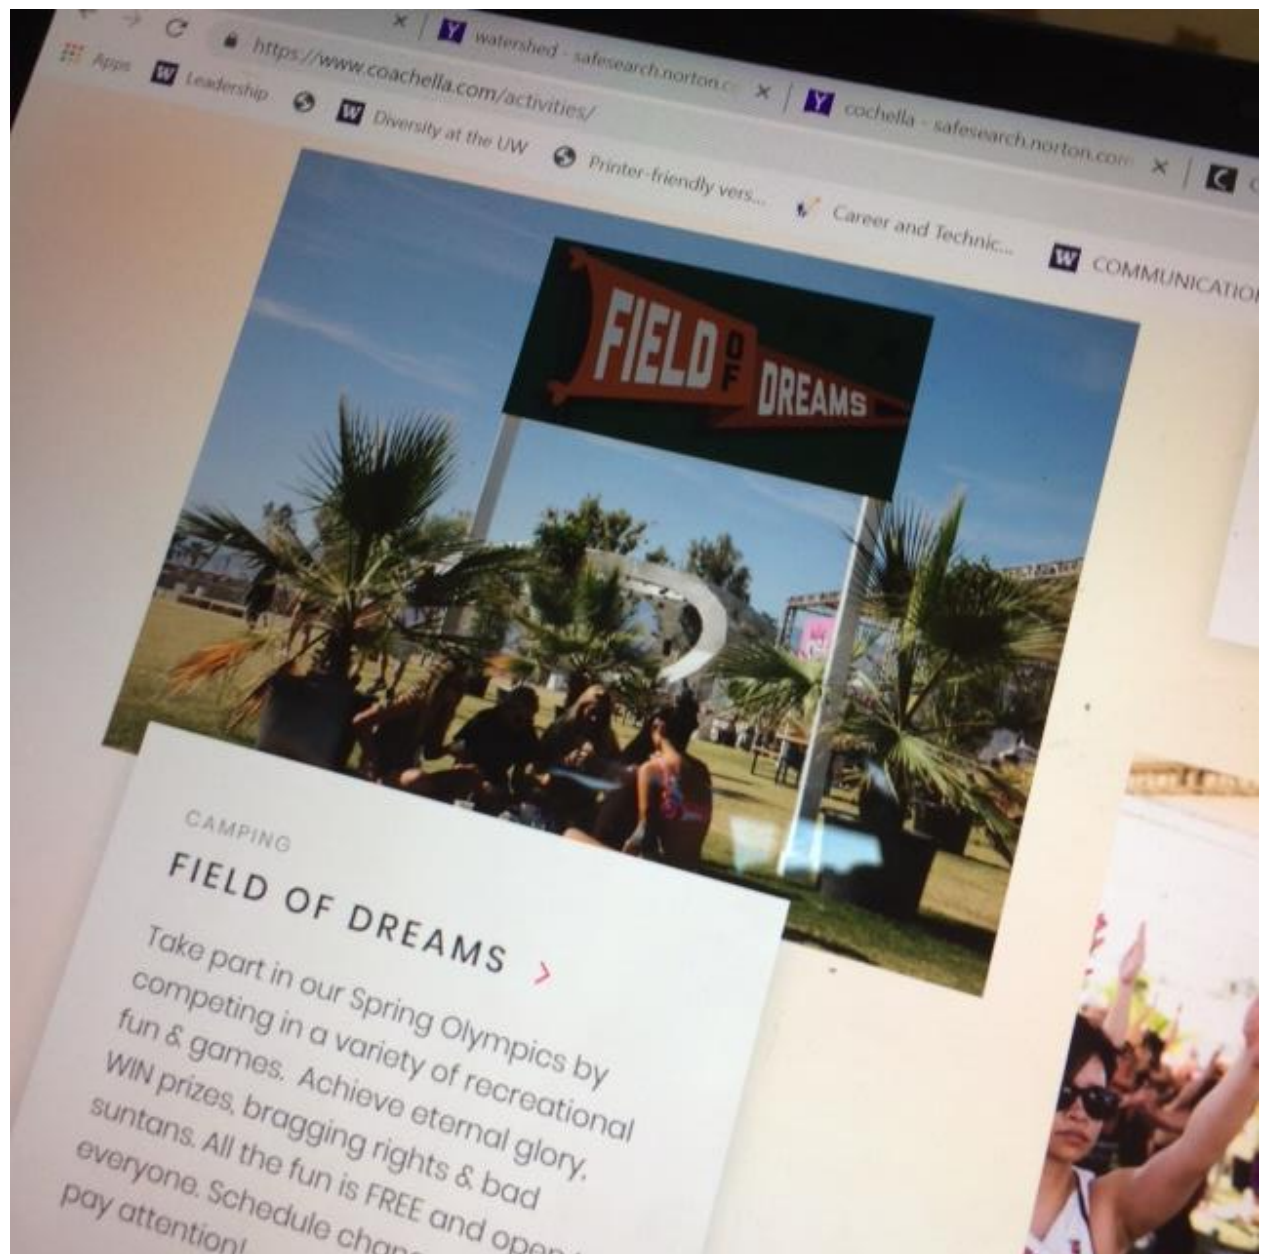 watershed - safesearch.norton.c
cochella - safesearch.norton.com
https://www.coachella.com/activities/
Apps
Leadership
Diversity at the UW
Printer-friendly vers...
Career and Technic...
COMMUNICATIO
FIELD OF DREAMS
CAMPING
FIELD OF DREAMS >
Take part in our Spring Olympics by
competing in a variety of recreational
fun & games. Achieve eternal glory,
WIN prizes, bragging rights & bad
suntans. All the fun is FREE and open
everyone. Schedule chan
pay attention!